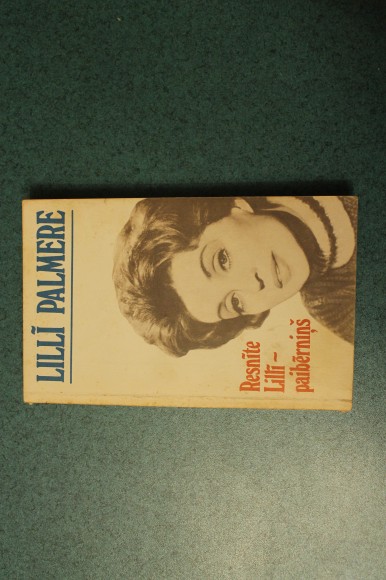 LILLĪ PALMERE
Resnīte
Lillī –
paibērniņš